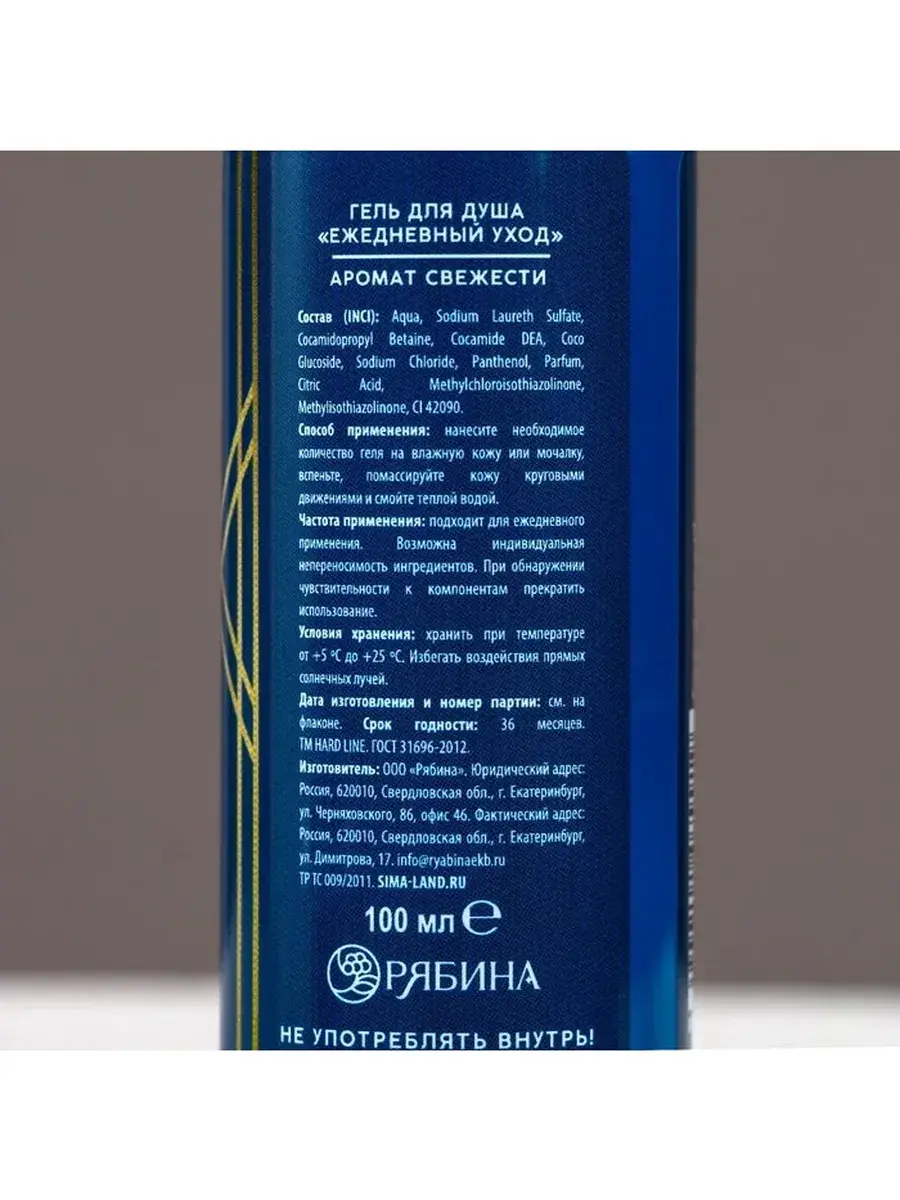 ГЕЛЬ ДЛЯ ДУША
«ЕЖЕДНЕВНЫЙ УХОД»
АРОМАТ СВЕЖЕСТИ
Состав (INCI): Aqua, Sodium Laureth Sulfate,
Cocamidopropyl Betaine, Cocamide DEA, Coco
Glucoside, Sodium Chloride, Panthenol, Parfum,
Citric Acid, Methylchloroisothiazolinone,
Methylisothiazolinone, CI 42090.
Способ применения: нанесите необходимое
количество геля на влажную кожу или мочалку,
вспеньте, помассируйте кожу круговыми
движениями и смойте теплой водой.
Частота применения: подходит для ежедневного
применения. Возможна индивидуальная
непереносимость ингредиентов. При обнаружении
чувствительности к компонентам прекратить
использование.
Условия хранения: хранить при температуре
от +5 ºC до +25 ºC. Избегать воздействия прямых
солнечных лучей.
Дата изготовления и номер партии: см. на
флаконе. Срок годности: 36 месяцев.
TM HARD LINE. ГОСТ 31696-2012.
Изготовитель: ООО «Рябина». Юридический адрес:
Россия, 620010, Свердловская обл., г. Екатеринбург,
ул. Черняховского, 86, офис 46. Фактический адрес:
Россия, 620010, Свердловская обл., г. Екатеринбург,
ул. Димитрова, 17. info@ryabinaekb.ru
ТР ТС 009/2011. SIMA-LAND.RU
100 мл ℮
РЯБИНА
НЕ УПОТРЕБЛЯТЬ ВНУТРЬ!